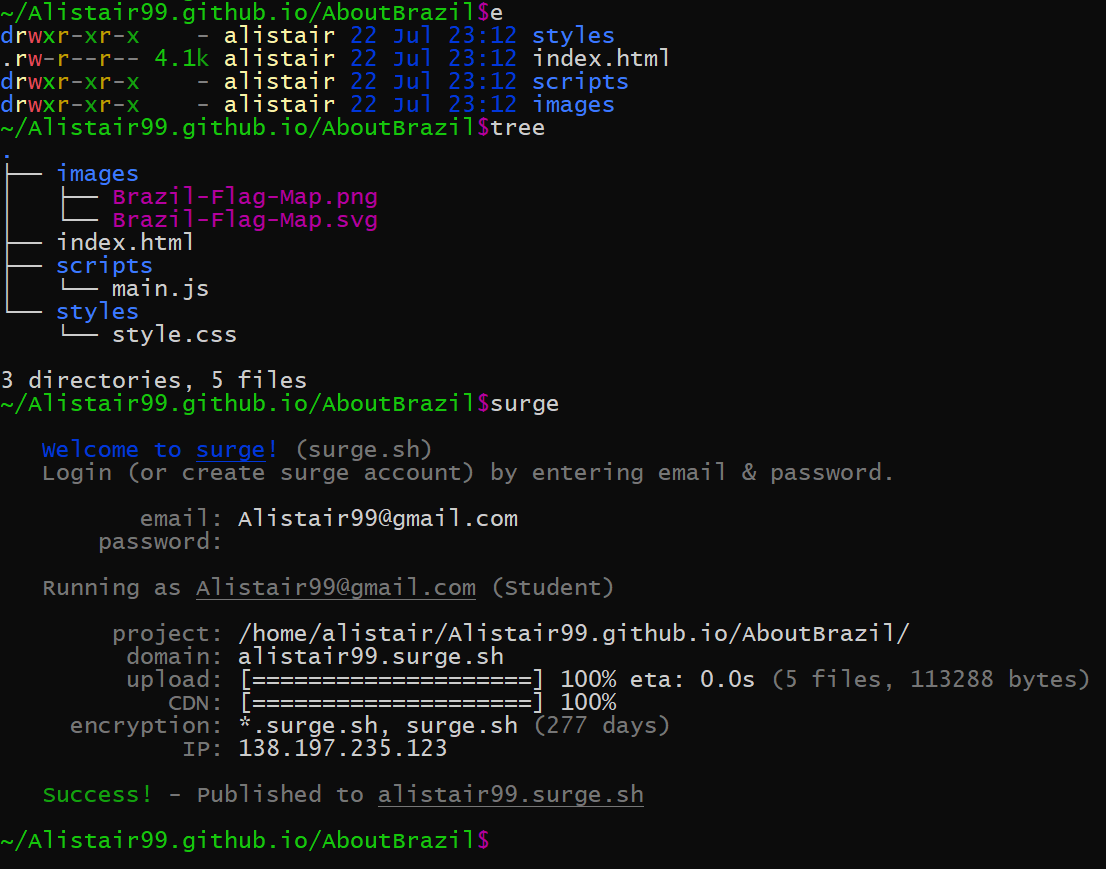 ~/Alistair99.github.io/AboutBrazil$e
drwxr-xr-x    - alistair 22 Jul 23:12 styles
.rw-r--r-- 4.1k alistair 22 Jul 23:12 index.html
drwxr-xr-x    - alistair 22 Jul 23:12 scripts
drwxr-xr-x    - alistair 22 Jul 23:12 images
~/Alistair99.github.io/AboutBrazil$tree
.
├── images
│   ├── Brazil-Flag-Map.png
│   └── Brazil-Flag-Map.svg
├── index.html
├── scripts
│   └── main.js
└── styles
    └── style.css

3 directories, 5 files
~/Alistair99.github.io/AboutBrazil$surge

   Welcome to surge! (surge.sh)
   Login (or create surge account) by entering email & password.

          email: Alistair99@gmail.com
       password:

   Running as Alistair99@gmail.com (Student)

        project: /home/alistair/Alistair99.github.io/AboutBrazil/
         domain: alistair99.surge.sh
         upload: [====================] 100% eta: 0.0s (5 files, 113288 bytes)
            CDN: [====================] 100%
     encryption: *.surge.sh, surge.sh (277 days)
             IP: 138.197.235.123

   Success! - Published to alistair99.surge.sh

~/Alistair99.github.io/AboutBrazil$